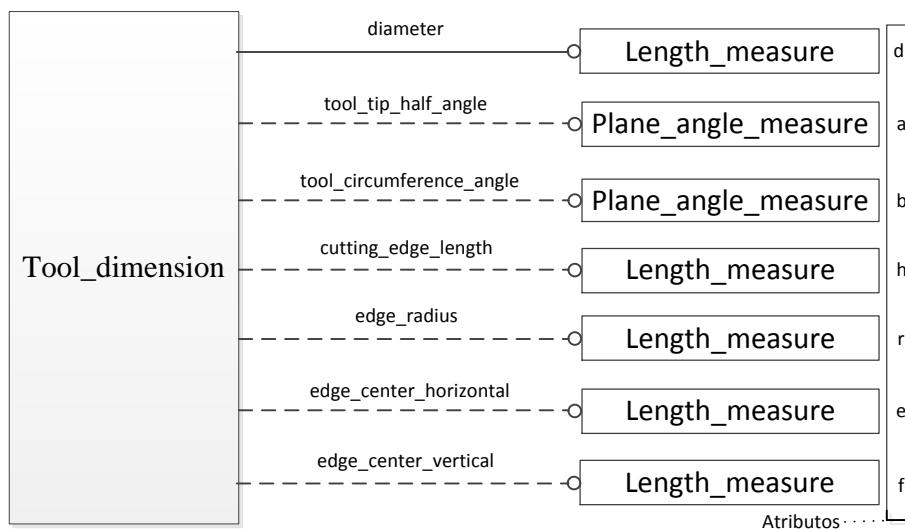 diameter
Length_measure
d
tool_tip_half_angle
Plane_angle_measure
a
tool_circumference_angle
Plane_angle_measure
b
Tool_dimension
cutting_edge_length
Length_measure
h
edge_radius
Length_measure
r
edge_center_horizontal
Length_measure
e
edge_center_vertical
Length_measure
f
Atributos